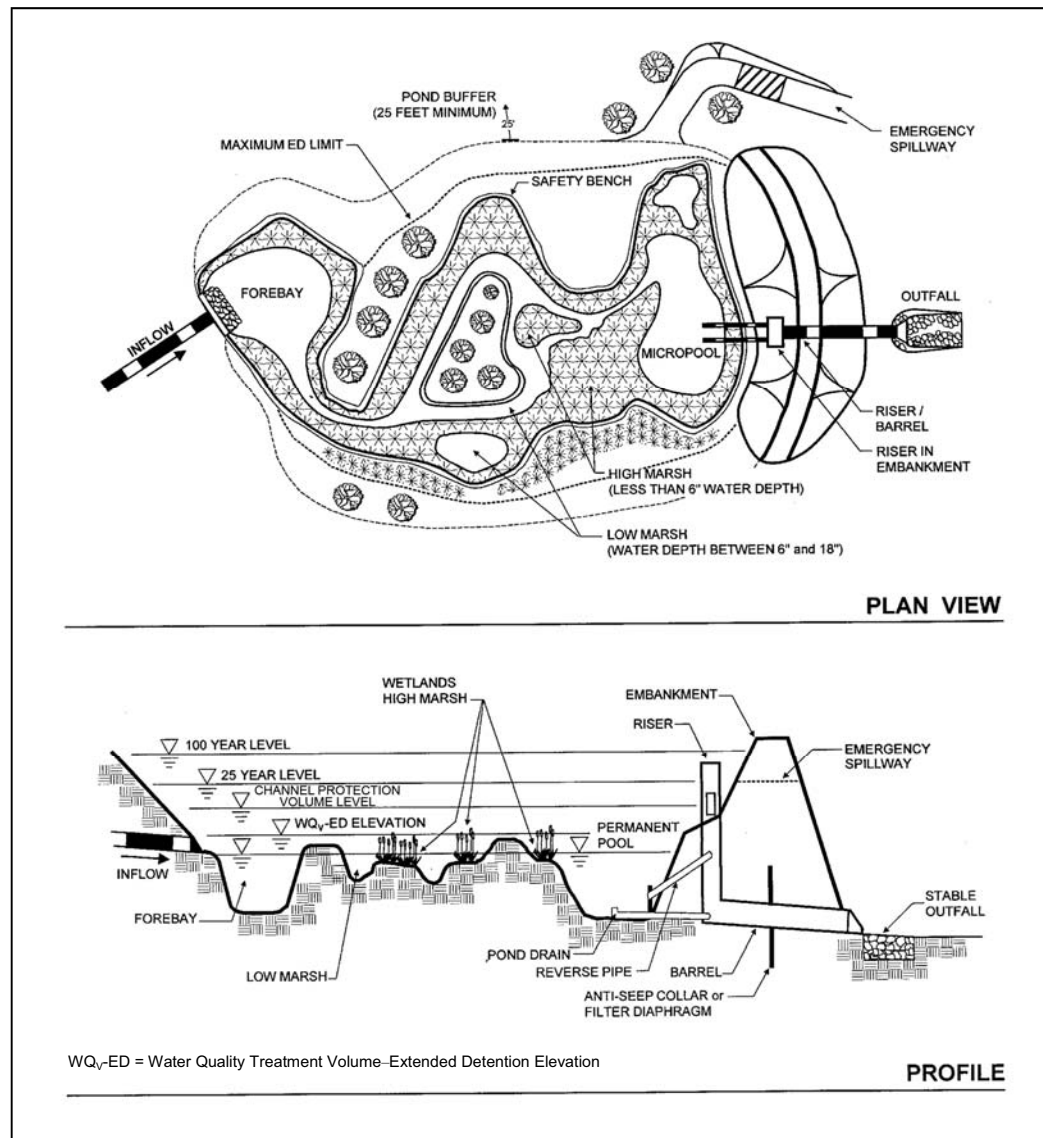 POND BUFFER
(25 FEET MINIMUM)
25'
MAXIMUM ED LIMIT
EMERGENCY
SPILLWAY
SAFETY BENCH
FOREBAY
OUTFALL
INFLOW
MICROPOOL
RISER /
BARREL
RISER IN
EMBANKMENT
HIGH MARSH
(LESS THAN 6" WATER DEPTH)
LOW MARSH
(WATER DEPTH BETWEEN 6" and 18")
PLAN VIEW
WETLANDS
HIGH MARSH
EMBANKMENT
RISER
100 YEAR LEVEL
EMERGENCY
SPILLWAY
25 YEAR LEVEL
CHANNEL PROTECTION
VOLUME LEVEL
WQv-ED ELEVATION
PERMANENT
POOL
INFLOW
FOREBAY
STABLE
OUTFALL
LOW MARSH
POND DRAIN
REVERSE PIPE
BARREL
ANTI-SEEP COLLAR or
FILTER DIAPHRAGM
WQV-ED = Water Quality Treatment Volume–Extended Detention Elevation
PROFILE